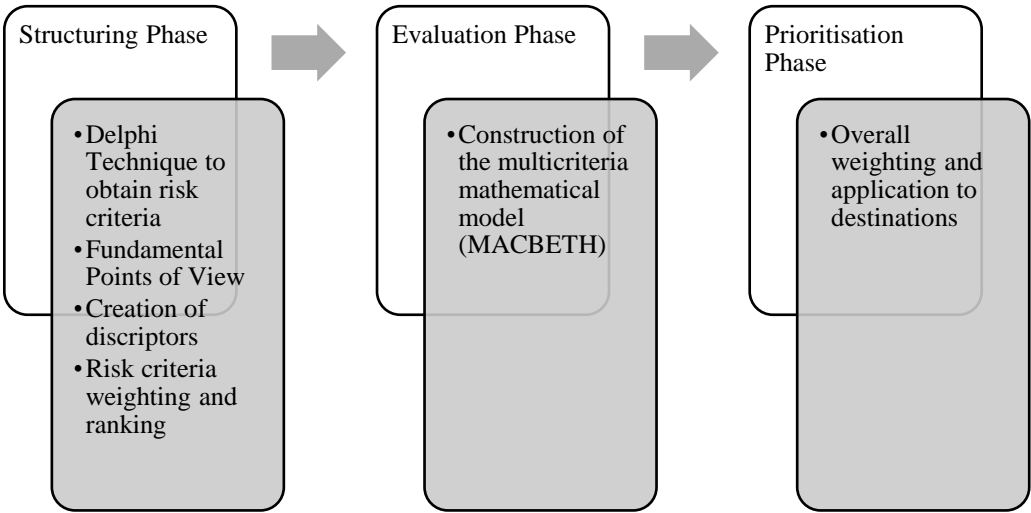 Structuring Phase
•Delphi
Technique to
obtain risk
criteria
•Fundamental
Points of View
•Creation of
discriptors
•Risk criteria
weighting and
ranking
Evaluation Phase
•Construction of
the multicriteria
mathematical
model
(MACBETH)
Prioritisation
Phase
•Overall
weighting and
application to
destinations